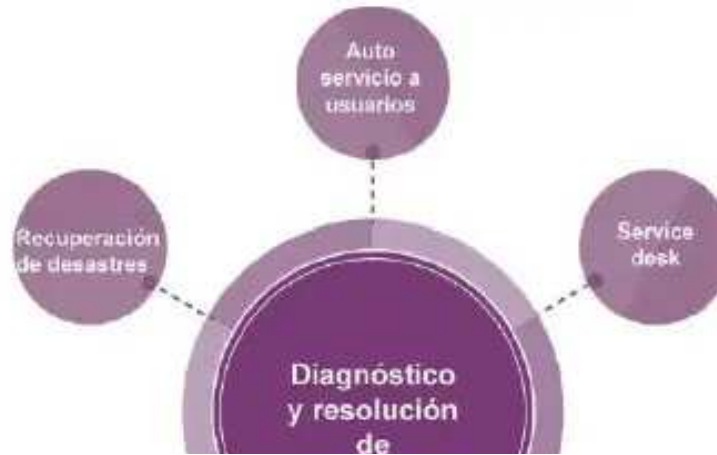 Auto
servicio a
usuarios
Recuperación
de desastres
Service
desk
Diagnóstico
y resolución
de